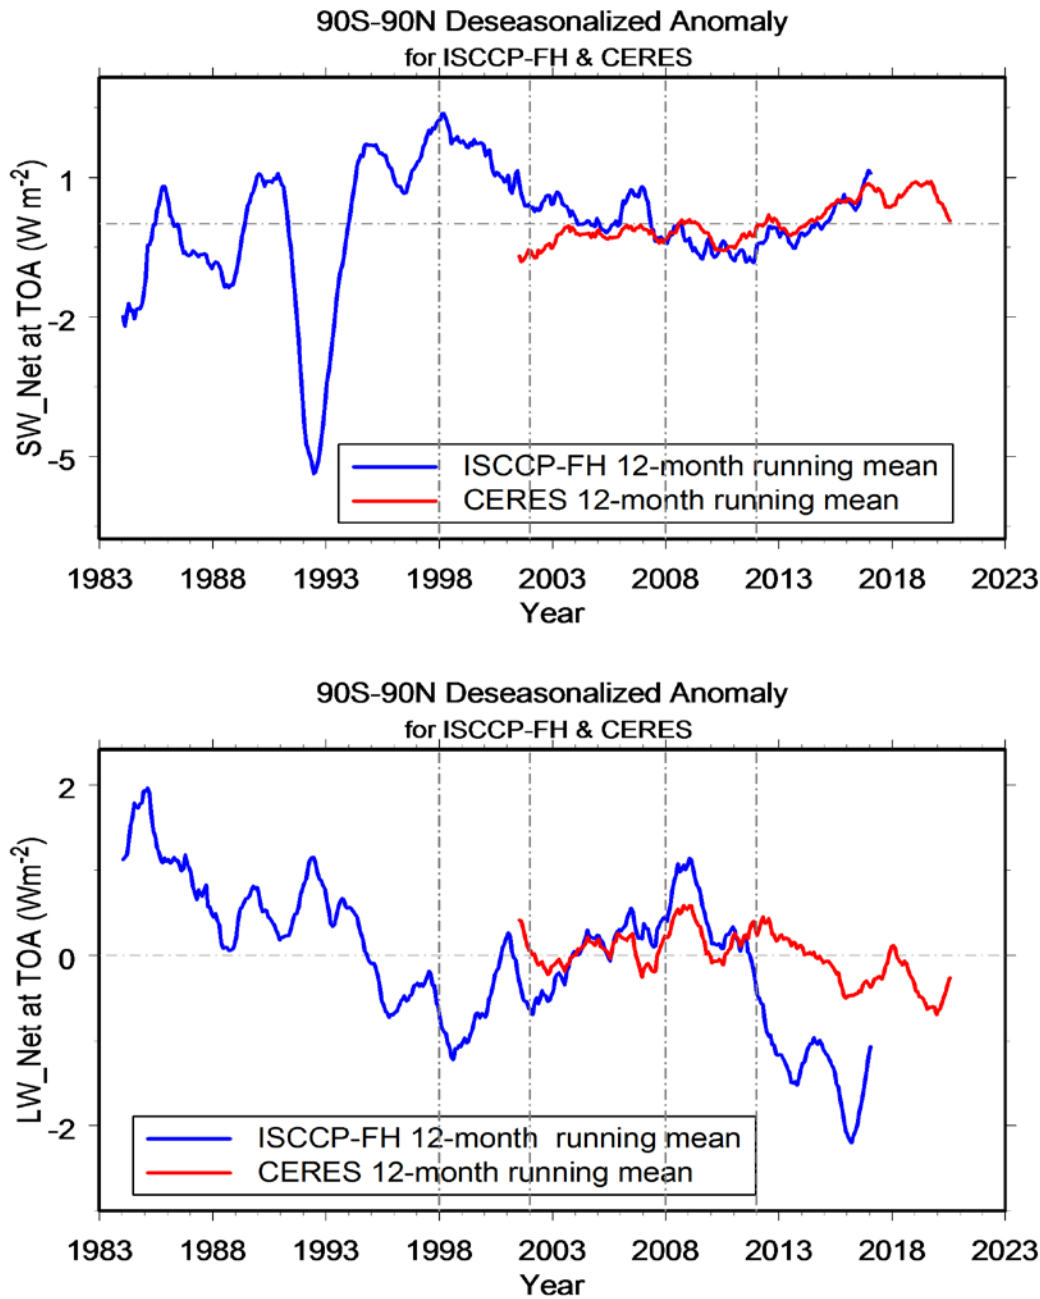 90S-90N Deseasonalized Anomaly
for ISCCP-FH & CERES
SW_Net at TOA (W m-2)
1
-2
-5
ISCCP-FH 12-month running mean
CERES 12-month running mean
1983 1988 1993 1998 2003 2008 2013 2018 2023
Year
90S-90N Deseasonalized Anomaly
for ISCCP-FH & CERES
LW_Net at TOA (Wm-2)
2
0
-2
ISCCP-FH 12-month running mean
CERES 12-month running mean
1983 1988 1993 1998 2003 2008 2013 2018 2023
Year